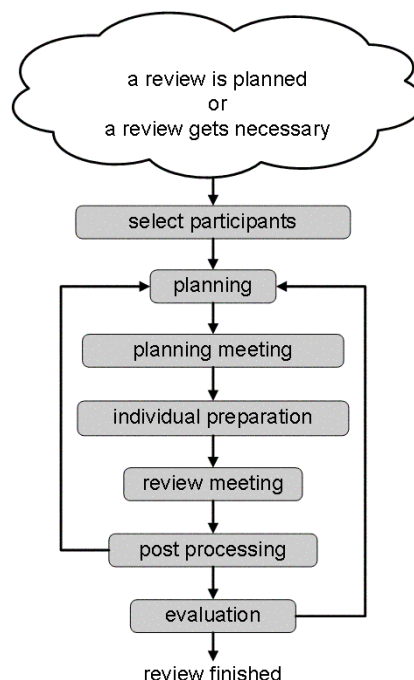 a review is planned
or
a review gets necessary
select participants
planning
planning meeting
individual preparation
review meeting
post processing
evaluation
review finished